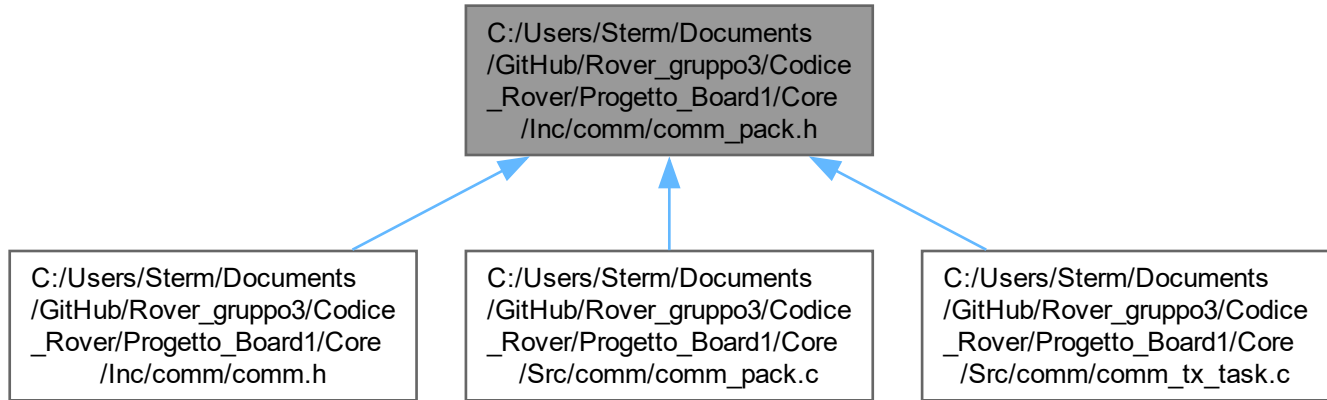 C:/Users/Sterm/Documents
/GitHub/Rover_gruppo3/Codice
_Rover/Progetto_Board1/Core
/Inc/comm/comm_pack.h
C:/Users/Sterm/Documents
/GitHub/Rover_gruppo3/Codice
_Rover/Progetto_Board1/Core
/Inc/comm/comm.h
C:/Users/Sterm/Documents
/GitHub/Rover_gruppo3/Codice
_Rover/Progetto_Board1/Core
/Src/comm/comm_pack.c
C:/Users/Sterm/Documents
/GitHub/Rover_gruppo3/Codice
_Rover/Progetto_Board1/Core
/Src/comm/comm_tx_task.c